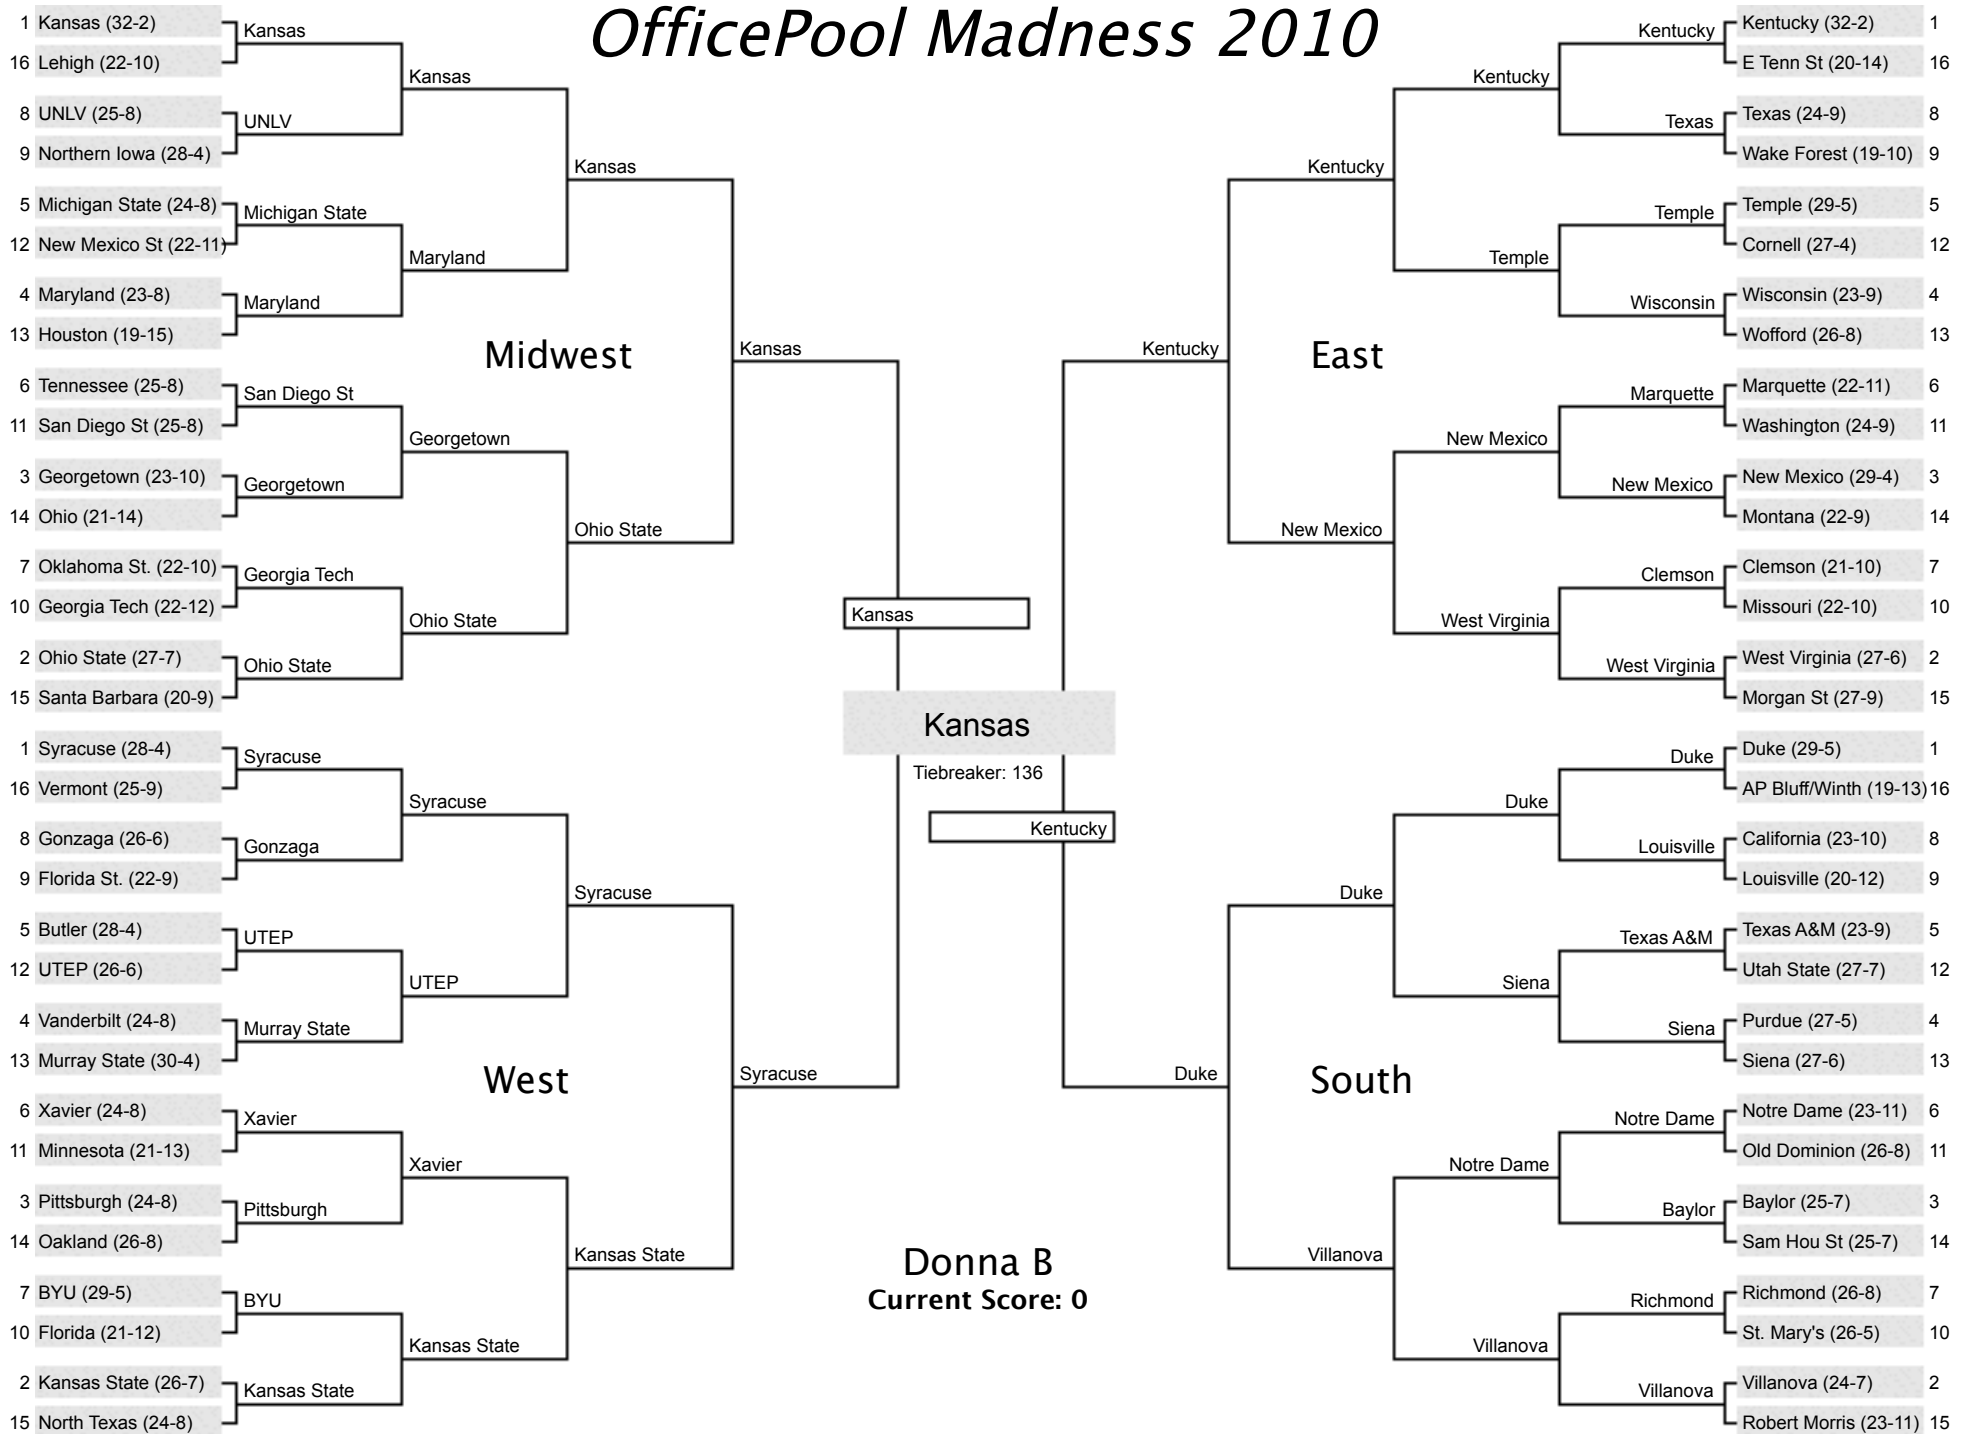 OfficePool Madness 2010
1 Kansas (32-2)
16 Lehigh (22-10)
8 UNLV (25-8)
9 Northern Iowa (28-4)
5 Michigan State (24-8)
12 New Mexico St (22-11)
4 Maryland (23-8)
13 Houston (19-15)
6 Tennessee (25-8)
11 San Diego St (25-8)
3 Georgetown (23-10)
14 Ohio (21-14)
7 Oklahoma St. (22-10)
10 Georgia Tech (22-12)
2 Ohio State (27-7)
15 Santa Barbara (20-9)
Kansas
UNLV
Michigan State
Maryland
San Diego St
Georgetown
Georgia Tech
Ohio State
Kansas
Maryland
Georgetown
Ohio State
Kansas
Ohio State
Midwest
Kansas
1 Syracuse (28-4)
16 Vermont (25-9)
8 Gonzaga (26-6)
9 Florida St. (22-9)
5 Butler (28-4)
12 UTEP (26-6)
4 Vanderbilt (24-8)
13 Murray State (30-4)
6 Xavier (24-8)
11 Minnesota (21-13)
3 Pittsburgh (24-8)
14 Oakland (26-8)
7 BYU (29-5)
10 Florida (21-12)
2 Kansas State (26-7)
15 North Texas (24-8)
Syracuse
Gonzaga
UTEP
Murray State
Xavier
Pittsburgh
BYU
Kansas State
Syracuse
UTEP
Xavier
Kansas State
Syracuse
Kansas State
West
Syracuse
Kansas
Kansas
Tiebreaker: 136
Kentucky
Donna B
Current Score: 0
Kentucky (32-2) 1
E Tenn St (20-14) 16
Texas (24-9) 8
Wake Forest (19-10) 9
Temple (29-5) 5
Cornell (27-4) 12
Wisconsin (23-9) 4
Wofford (26-8) 13
Marquette (22-11) 6
Washington (24-9) 11
New Mexico (29-4) 3
Montana (22-9) 14
Clemson (21-10) 7
Missouri (22-10) 10
West Virginia (27-6) 2
Morgan St (27-9) 15
Kentucky
Texas
Temple
Wisconsin
Marquette
New Mexico
Clemson
West Virginia
Kentucky
Temple
New Mexico
West Virginia
Kentucky
New Mexico
East
Kentucky
Duke (29-5) 1
AP Bluff/Winth (19-13) 16
California (23-10) 8
Louisville (20-12) 9
Texas A&M (23-9) 5
Utah State (27-7) 12
Purdue (27-5) 4
Siena (27-6) 13
Notre Dame (23-11) 6
Old Dominion (26-8) 11
Baylor (25-7) 3
Sam Hou St (25-7) 14
Richmond (26-8) 7
St. Mary's (26-5) 10
Villanova (24-7) 2
Robert Morris (23-11) 15
Duke
Louisville
Texas A&M
Siena
Notre Dame
Baylor
Richmond
Villanova
Duke
Siena
Notre Dame
Villanova
Duke
Villanova
South
Duke